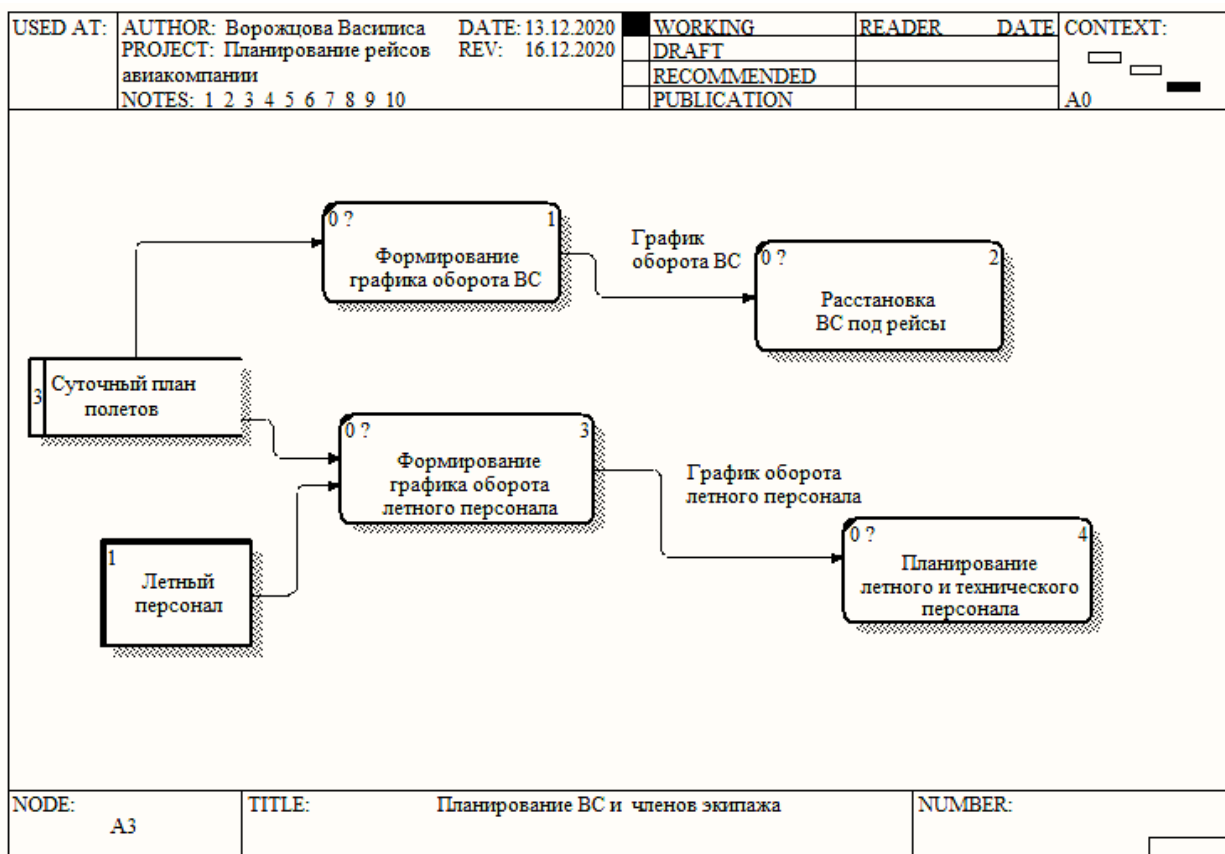 USED AT:
AUTHOR: Ворожцова Василиса
DATE: 13.12.2020
PROJECT: Планирование рейсов
авиакомпании
REV: 16.12.2020
NOTES: 1 2 3 4 5 6 7 8 9 10
WORKING
DRAFT
RECOMMENDED
PUBLICATION
READER
DATE
CONTEXT:
A0
0 ?
1
Формирование
графика оборота ВС
График
оборота ВС
0 ?
2
Расстановка
ВС под рейсы
3
Суточный план
полетов
0 ?
3
Формирование
графика оборота
летного персонала
График оборота
летного персонала
1
Летный
персонал
0 ?
4
Планирование
летного и технического
персонала
NODE:
A3
TITLE:
Планирование ВС и членов экипажа
NUMBER: